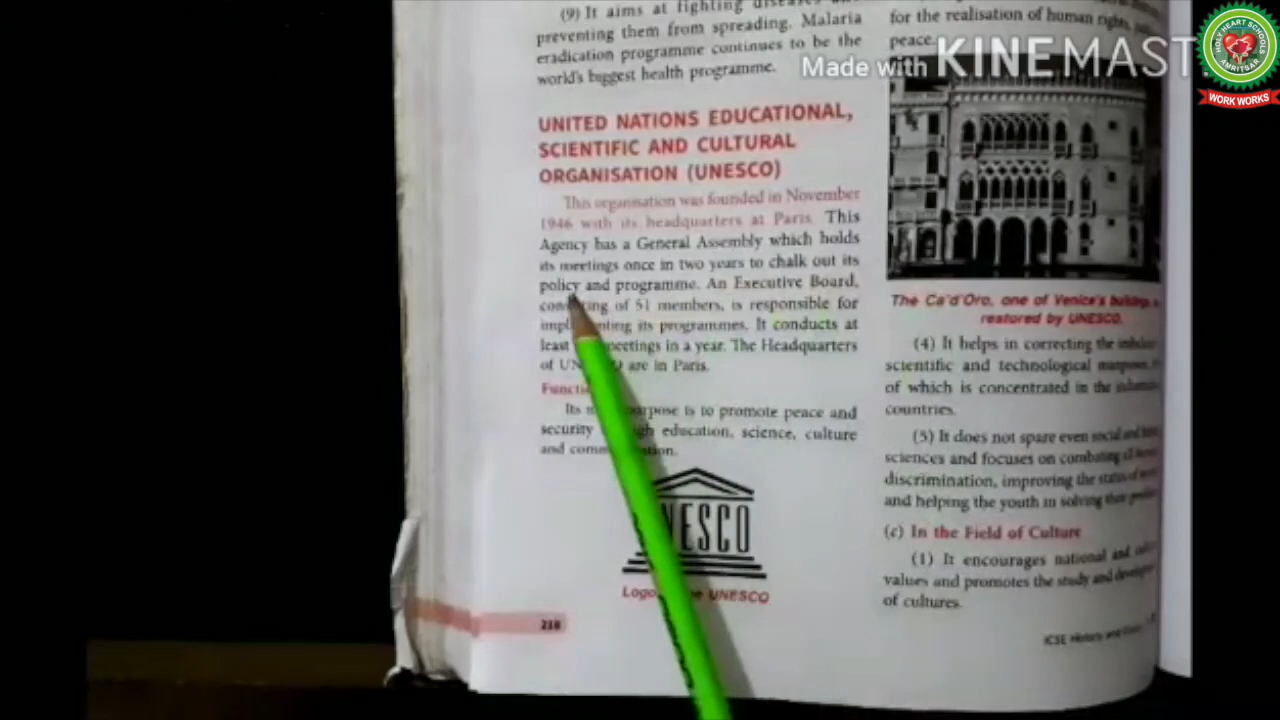 (9) It aims at fighting diseases and
preventing them from spreading. Malaria
eradication programme continues to be the
world's biggest health programme.
UNITED NATIONS EDUCATIONAL,
SCIENTIFIC AND CULTURAL
ORGANISATION (UNESCO)
This organisation was founded in November
1946 with its headquarters at Paris. This
Agency has a General Assembly which holds
its meetings once in two years to chalk out its
policy and programme. An Executive Board,
of 51 members, is responsible for
its programmes. It conducts at
least meetings in a year. The Headquarters
of are in Paris.
Its purpose is to promote peace and
security education, science, culture
and
NESCO
Logo UNESCO
218
for the realisation of human rights,
peace.
The Ca'd'Oro, one of Venice's buildings
restored by UNESCO.
(4) It helps in correcting the
scientific and technological
of which is concentrated in the
countries.
(5) It does not spare even social and
sciences and focuses on combating
discrimination, improving the status of
and helping the youth in solving their
(c) In the Field of Culture
(1) It encourages national and
values and promotes the study and
of cultures.
ICSE History and
Made with KINEMAST
HOLY HEART SCHOOLS
AMRITSAR
WORK WORKS